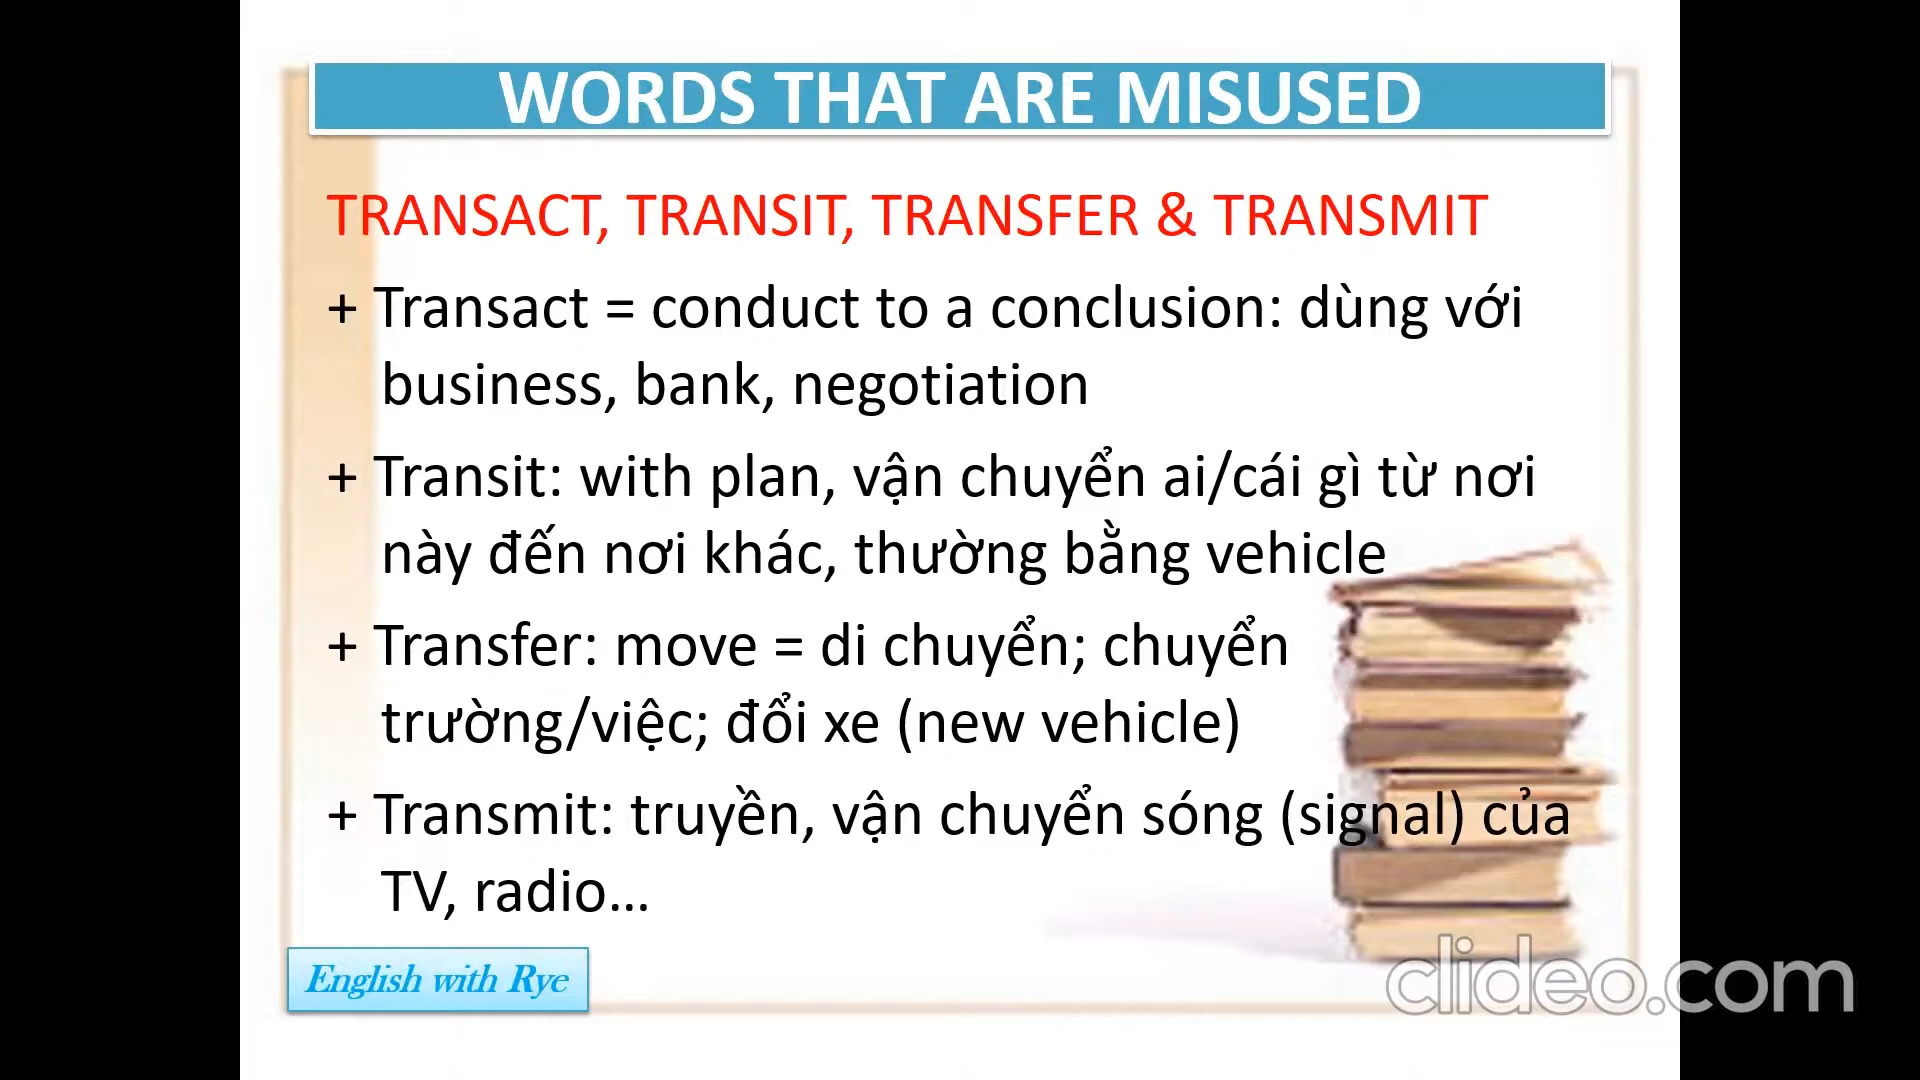 WORDS THAT ARE MISUSED
TRANSACT, TRANSIT, TRANSFER & TRANSMIT
+ Transact = conduct to a conclusion: dùng với
business, bank, negotiation
+ Transit: with plan, vận chuyển ai/cái gì từ nơi
này đến nơi khác, thường bằng vehicle
+ Transfer: move = di chuyển; chuyển
trường/việc; đổi xe (new vehicle)
+ Transmit: truyền, vận chuyển sóng (signal) của
TV, radio...
English with Rye
clideo.com